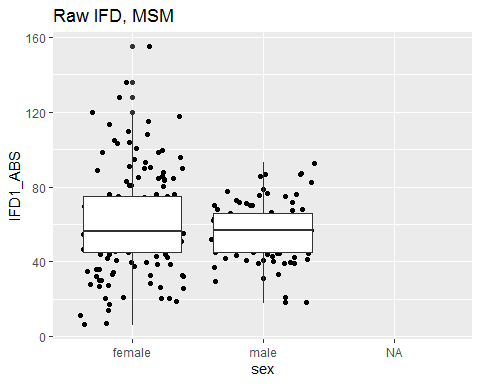 Raw IFD, MSM
160
120
80
40
0
IFD1_ABS
female
male
NA
sex